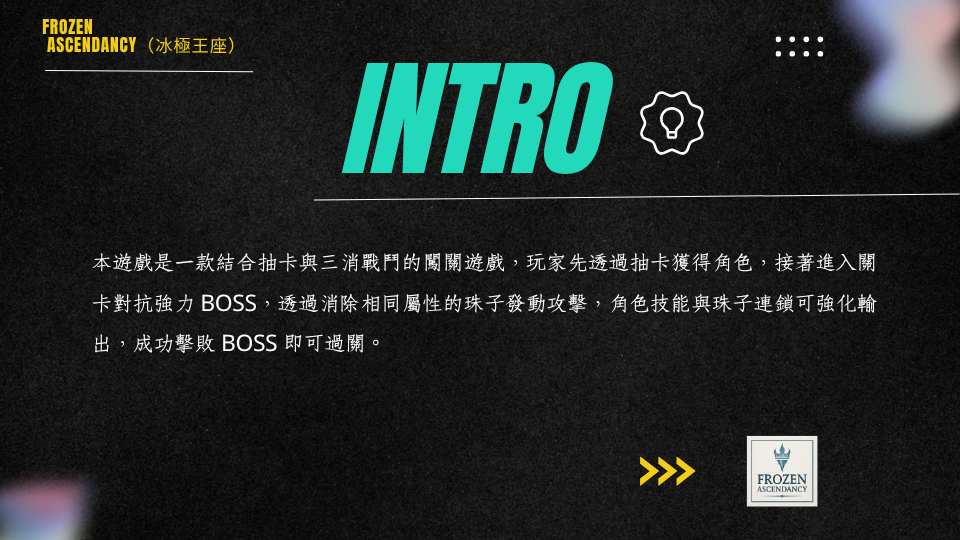 FROZEN
ASCENDANCY（冰極王座）
INTRO
本遊戲是一款結合抽卡與三消戰鬥的闖關遊戲，玩家先透過抽卡獲得角色，接著進入關
卡對抗強力 BOSS，透過消除相同屬性的珠子發動攻擊，角色技能與珠子連鎖可強化輸
出，成功擊敗 BOSS 即可過關。
FROZEN
ASCENDANCY